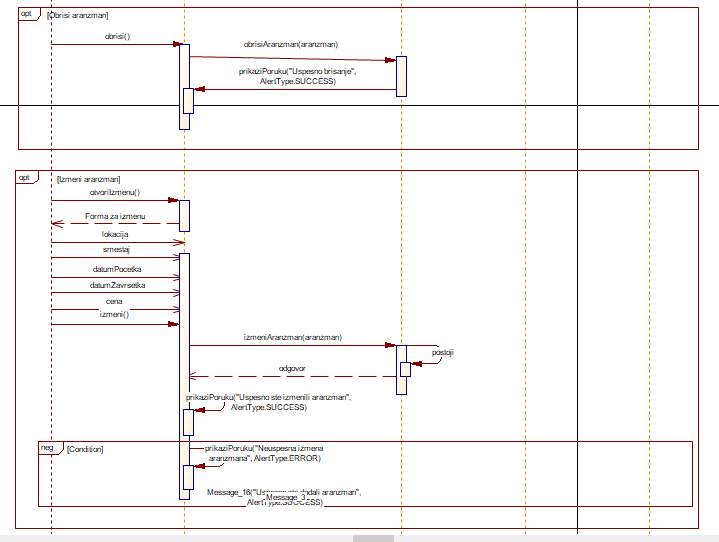 opt
[Obrisi aranzman]
obrisi()
obrisiAranzman(aranzman)
prikaziPoruku("Uspesno brisanje",
AlertType.SUCCESS)
opt
[Izmeni aranzman]
otvoriIzmenu()
Forma za izmenu
lokacija
smestaj
datumPocetka
datumZavrsetka
cena
izmeni()
izmeniAranzman(aranzman)
postoji
odgovor
prikaziPoruku("Uspesno ste izmenili aranzman",
AlertType.SUCCESS)
neg
[Condition]
prikaziPoruku("Neuspesna izmena
aranzmana", AlertType.ERROR)
Message_16("Uspesno ste dodali aranzman",
Message_3
AlertType.SUCCESS)